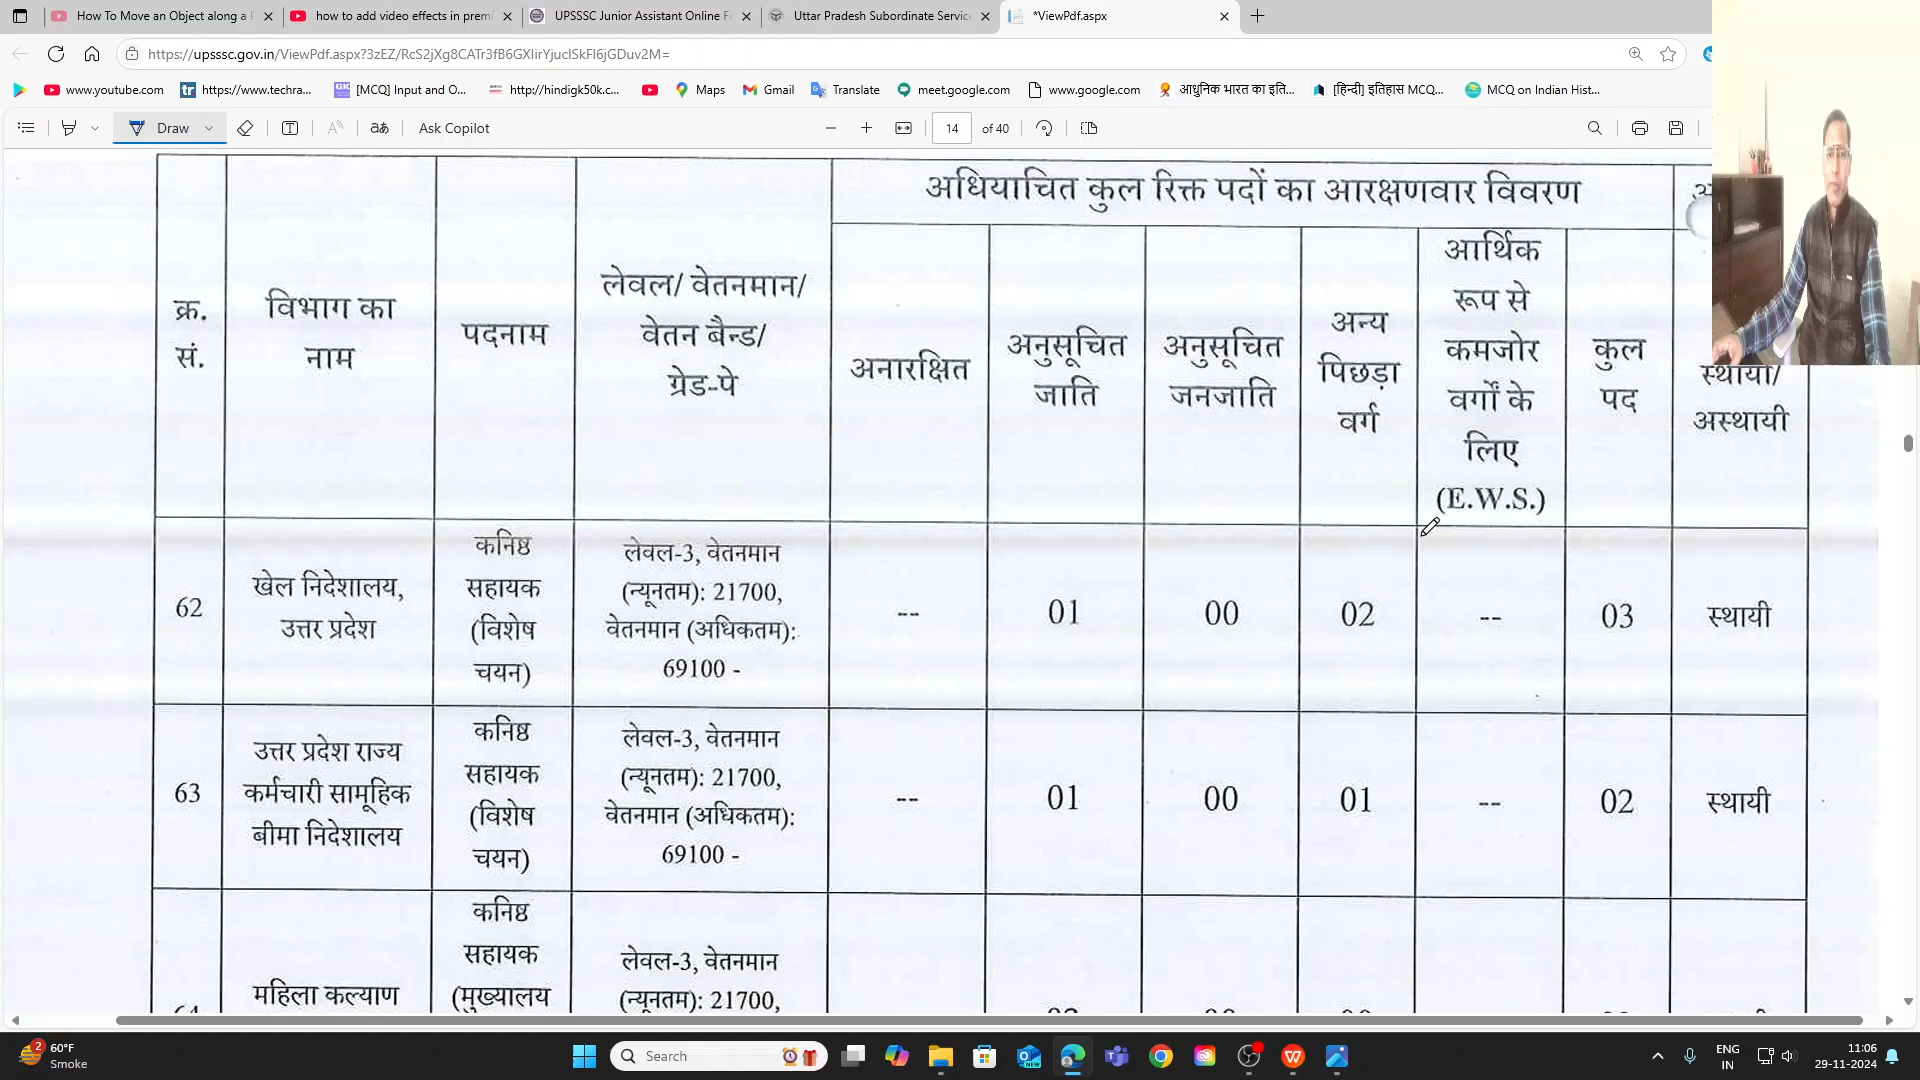 How To Move an Object along a P
how to add video effects in premi
UPSSSC Junior Assistant Online Fo
Uttar Pradesh Subordinate Service
*ViewPdf.aspx
https://upsssc.gov.in/ViewPdf.aspx?3zEZ/RcS2jXg8CATr3fB6GXlirYjuclSkFl6jGDuv2M=
www.youtube.com
https://www.techra...
[MCQ] Input and O...
http://hindigk50k.c...
Maps
Gmail
Translate
meet.google.com
www.google.com
आधुनिक भारत का इति...
[हिन्दी] इतिहास MCQ...
MCQ on Indian Hist...
Draw
Ask Copilot
14 of 40
अधियाचित कुल रिक्त पदों का आरक्षणवार विवरण
क्र.
सं.
विभाग का
नाम
पदनाम
लेवल/ वेतनमान/
वेतन बैन्ड/
ग्रेड-पे
अनारक्षित
अनुसूचित
जाति
अनुसूचित
जनजाति
अन्य
पिछड़ा
वर्ग
आर्थिक
रूप से
कमजोर
वर्गों के
लिए
(E.W.S.)
कुल
पद
स्थायी/
अस्थायी
62
खेल निदेशालय,
उत्तर प्रदेश
कनिष्ठ
सहायक
(विशेष
चयन)
लेवल-3, वेतनमान
(न्यूनतम): 21700,
वेतनमान (अधिकतम):
69100 -
--
01
00
02
--
03
स्थायी
63
उत्तर प्रदेश राज्य
कर्मचारी सामूहिक
बीमा निदेशालय
कनिष्ठ
सहायक
(विशेष
चयन)
लेवल-3, वेतनमान
(न्यूनतम): 21700,
वेतनमान (अधिकतम):
69100 -
--
01
00
01
--
02
स्थायी
महिला कल्याण
कनिष्ठ
सहायक
(मुख्यालय
लेवल-3, वेतनमान
(न्यूनतम): 21700,
2
60°F
Smoke
Search
ENG
IN
11:06
29-11-2024